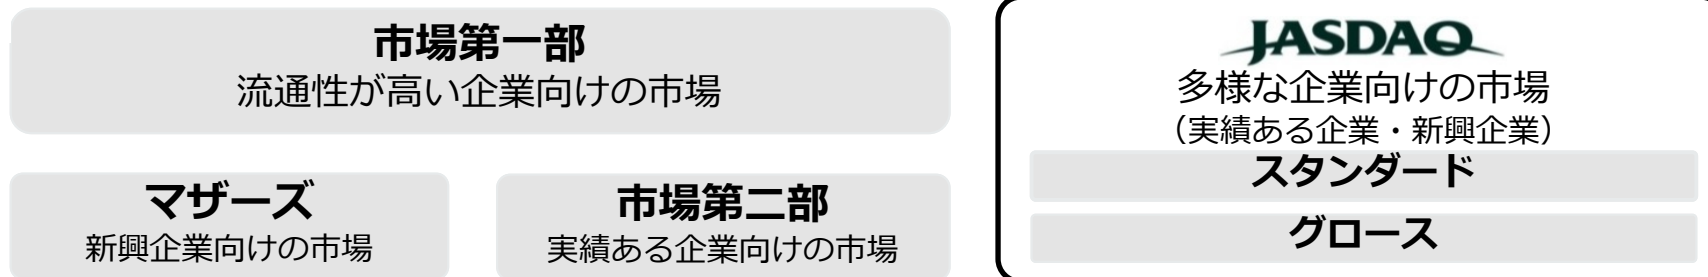 市場第一部
流通性が高い企業向けの市場
マザーズ
新興企業向けの市場
市場第二部
実績ある企業向けの市場
JASDAQ
多様な企業向けの市場
（実績ある企業・新興企業）
スタンダード
グロース